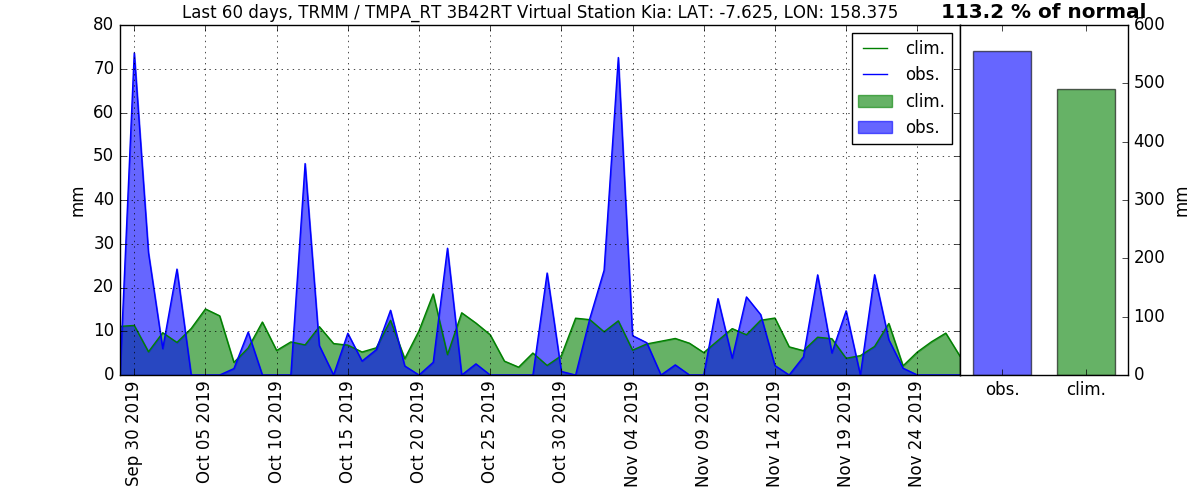 Last 60 days, TRMM / TMPA_RT 3B42RT Virtual Station Kia: LAT: -7.625, LON: 158.375
113.2 % of normal
80
70
60
50
40
30
20
10
0
mm
clim.
obs.
clim.
obs.
Sep 30 2019
Oct 05 2019
Oct 10 2019
Oct 15 2019
Oct 20 2019
Oct 25 2019
Oct 30 2019
Nov 04 2019
Nov 09 2019
Nov 14 2019
Nov 19 2019
Nov 24 2019
600
500
400
300
200
100
0
mm
obs.
clim.